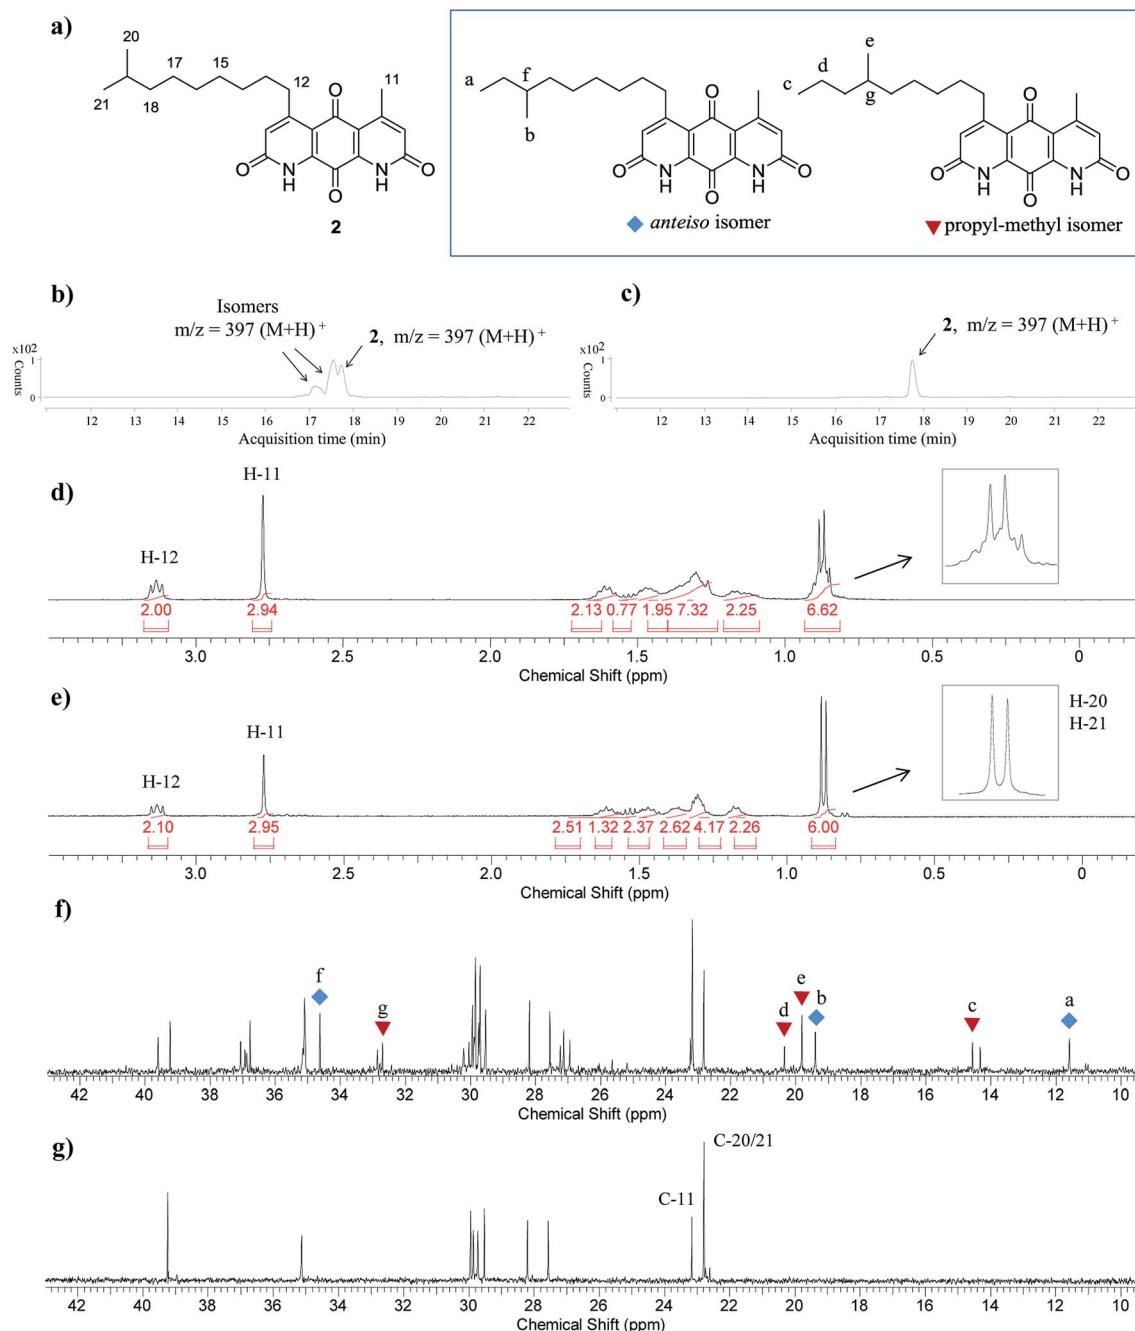 a)
20
17
15
12
11
21
18
O
O
N
H
O
N
H
O
2
a
f
b
O
O
N
H
O
N
H
O
anteiso isomer
e
d
c
g
O
O
N
H
O
N
H
O
propyl-methyl isomer
b)
Isomers
m/z = 397 (M+H)+
2, m/z = 397 (M+H)+
x102
Counts
1
0
12 13 14 15 16 17 18 19 20 21 22
Acquisition time (min)
c)
2, m/z = 397 (M+H)+
x102
Counts
1
0
12 13 14 15 16 17 18 19 20 21 22
Acquisition time (min)
d)
H-12
H-11
2.00 2.94 2.13 0.77 1.95 7.32 2.25 6.62
3.0 2.5 2.0 1.5 1.0 0.5 0
Chemical Shift (ppm)
e)
H-12
H-11
H-20
H-21
2.10 2.95 2.51 1.32 2.37 2.62 4.17 2.26 6.00
3.0 2.5 2.0 1.5 1.0 0.5 0
Chemical Shift (ppm)
f)
f
g
d
e
b
c
a
42 40 38 36 34 32 30 28 26 24 22 20 18 16 14 12 10
Chemical Shift (ppm)
g)
C-20/21
C-11
42 40 38 36 34 32 30 28 26 24 22 20 18 16 14 12 10
Chemical Shift (ppm)